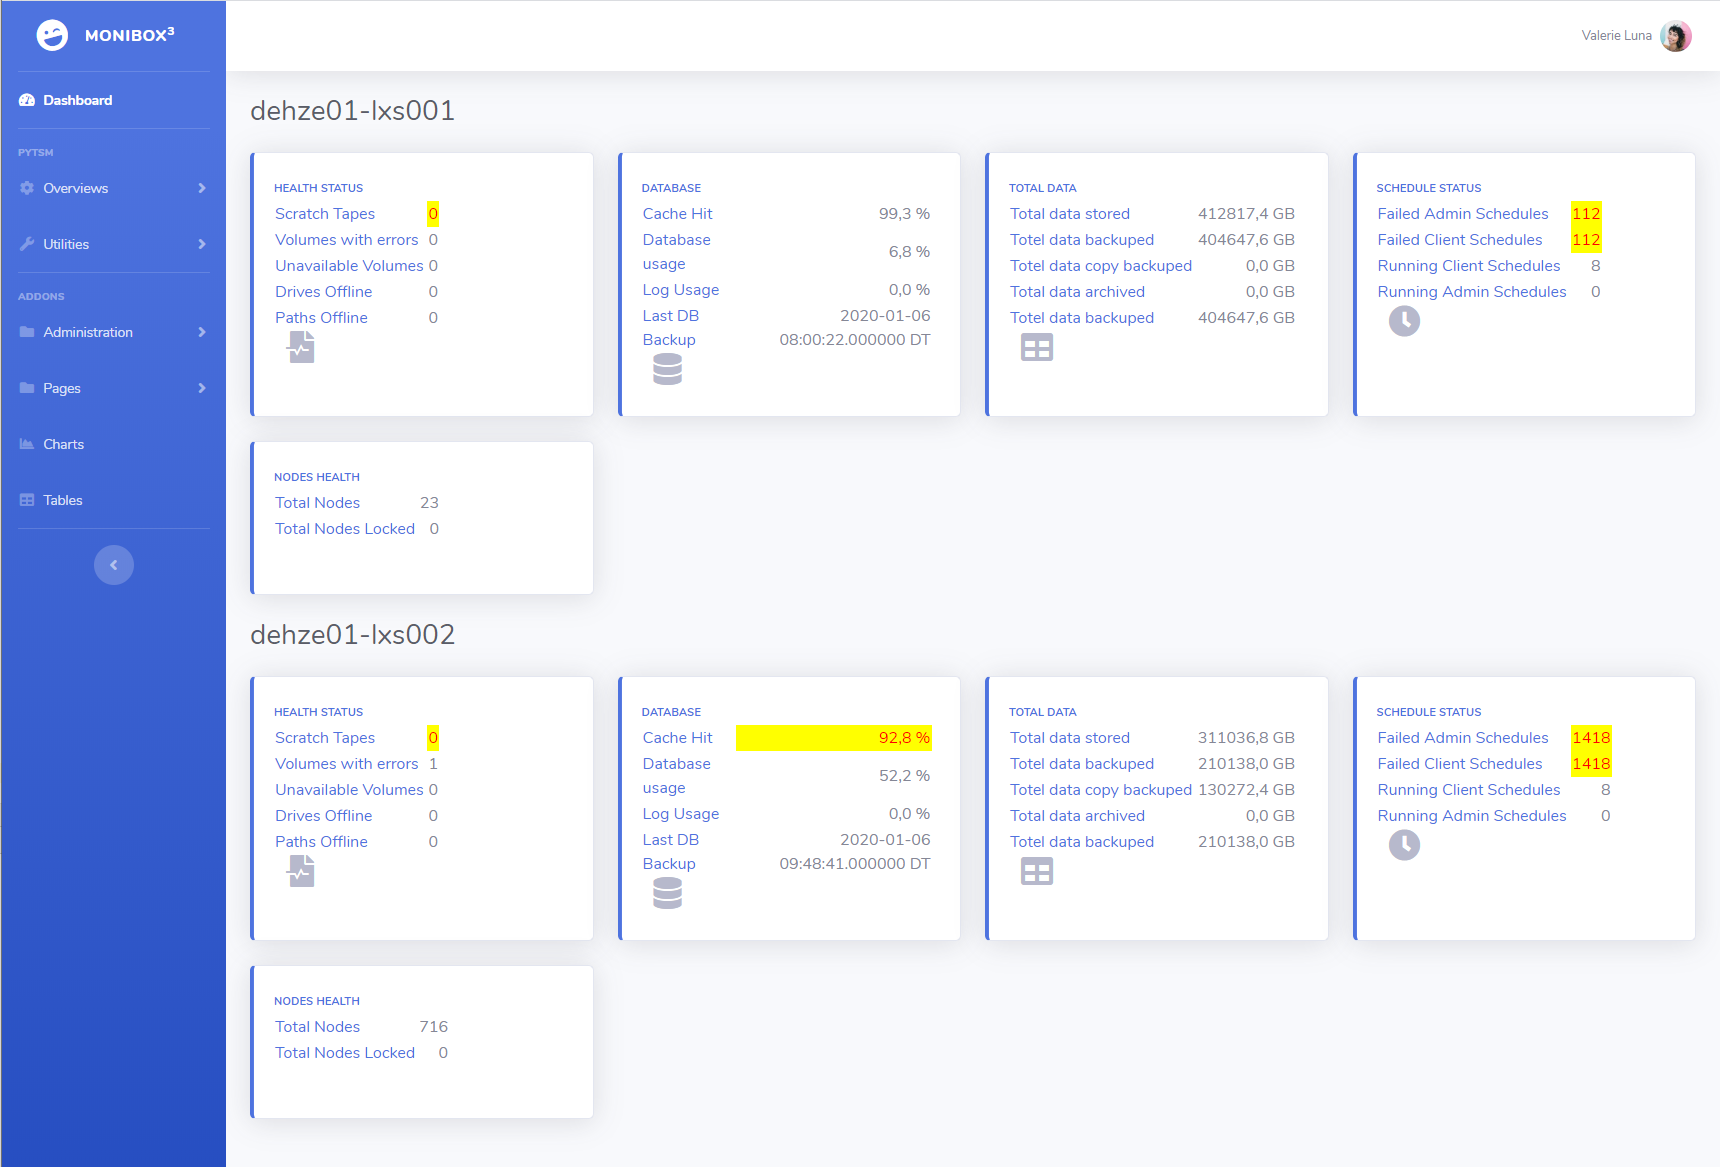 MONIBOX³
Valerie Luna
Dashboard
PYTSM
Overviews
Utilities
ADDONS
Administration
Pages
Charts
Tables
dehze01-lxs001
HEALTH STATUS
Scratch Tapes 0
Volumes with errors 0
Unavailable Volumes 0
Drives Offline 0
Paths Offline 0
DATABASE
Cache Hit 99,3 %
Database usage 6,8 %
Log Usage 0,0 %
Last DB 2020-01-06
Backup 08:00:22.000000 DT
TOTAL DATA
Total data stored 412817,4 GB
Totel data backuped 404647,6 GB
Totel data copy backuped 0,0 GB
Total data archived 0,0 GB
Totel data backuped 404647,6 GB
SCHEDULE STATUS
Failed Admin Schedules 112
Failed Client Schedules 112
Running Client Schedules 8
Running Admin Schedules 0
NODES HEALTH
Total Nodes 23
Total Nodes Locked 0
dehze01-lxs002
HEALTH STATUS
Scratch Tapes 0
Volumes with errors 1
Unavailable Volumes 0
Drives Offline 0
Paths Offline 0
DATABASE
Cache Hit 92,8 %
Database usage 52,2 %
Log Usage 0,0 %
Last DB 2020-01-06
Backup 09:48:41.000000 DT
TOTAL DATA
Total data stored 311036,8 GB
Totel data backuped 210138,0 GB
Totel data copy backuped 130272,4 GB
Total data archived 0,0 GB
Totel data backuped 210138,0 GB
SCHEDULE STATUS
Failed Admin Schedules 1418
Failed Client Schedules 1418
Running Client Schedules 8
Running Admin Schedules 0
NODES HEALTH
Total Nodes 716
Total Nodes Locked 0